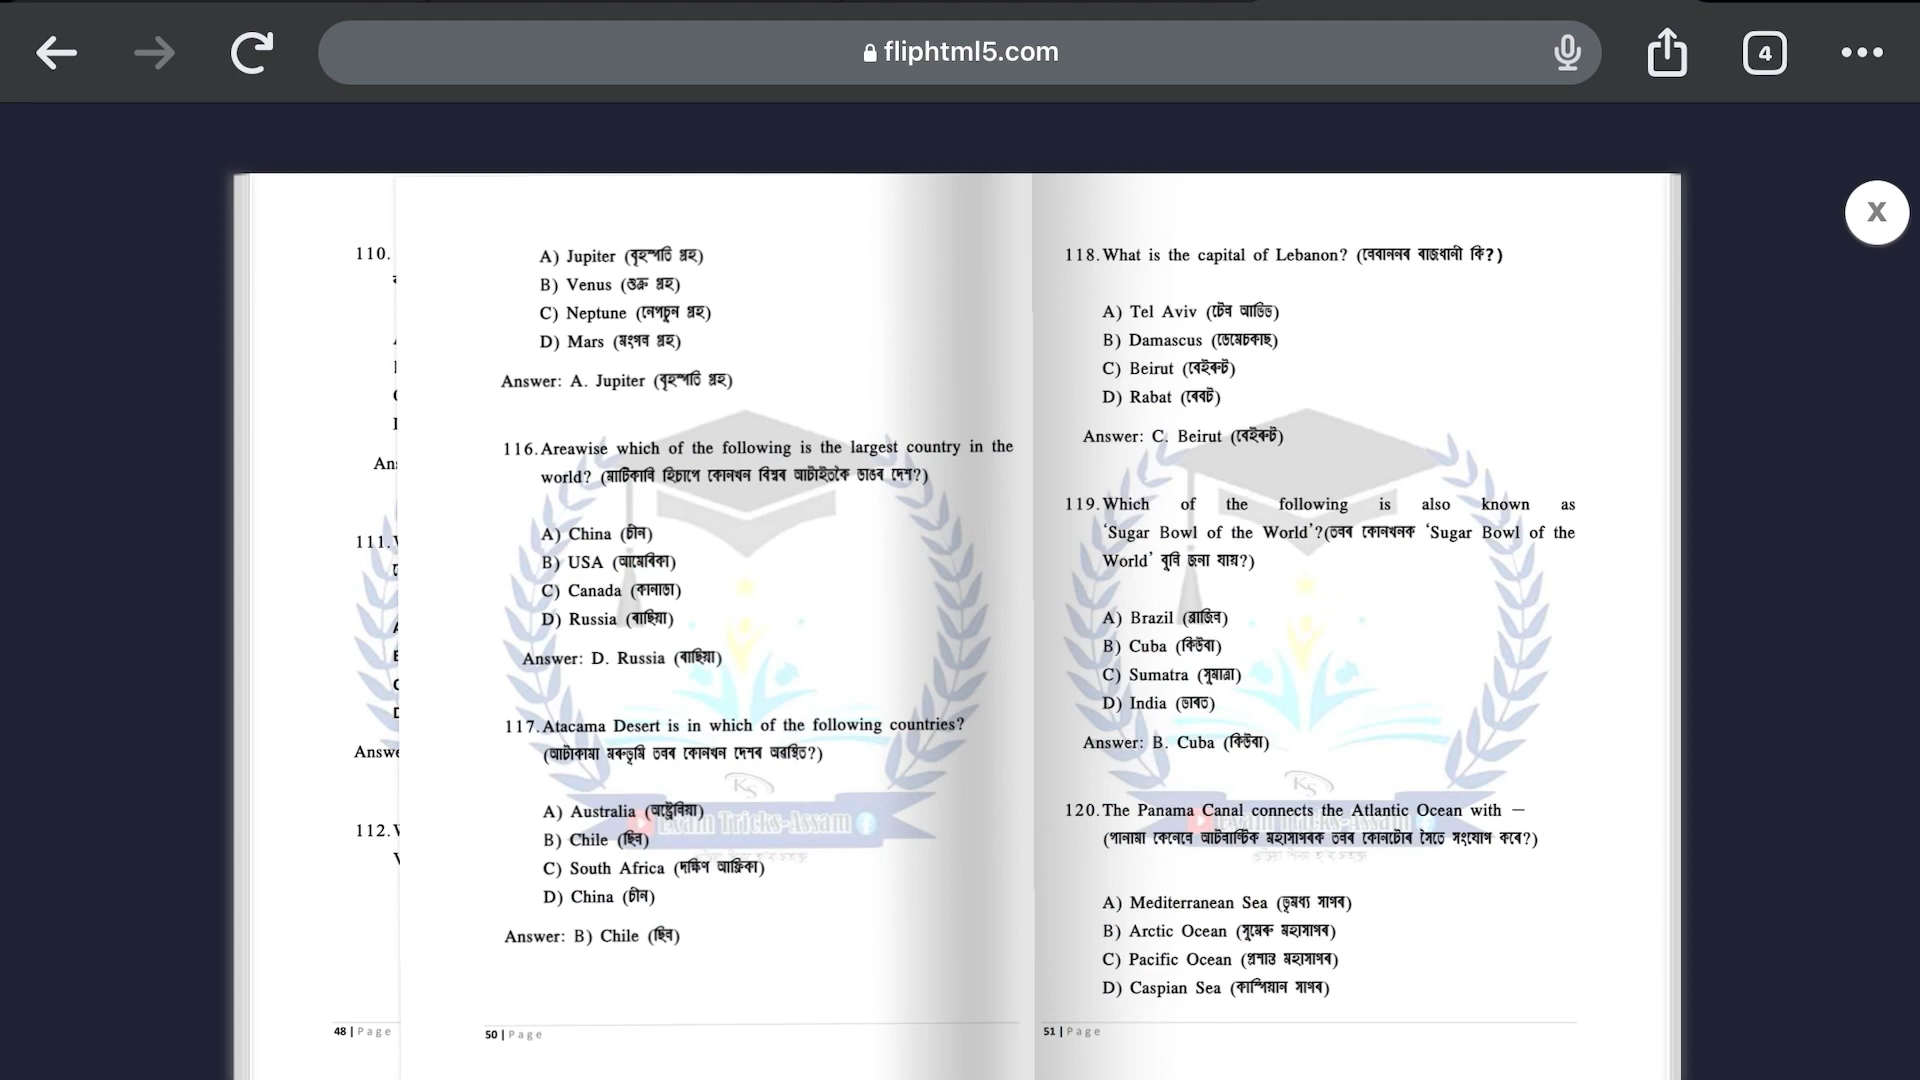 fliphtml5.com
4
X
110.
111.
112.
An
Answe
48 | Page
A) Jupiter (বৃহস্পতি গ্ৰহ)
B) Venus (শুক্ৰ গ্ৰহ)
C) Neptune (নেপচুন গ্ৰহ)
D) Mars (মংগল গ্ৰহ)
Answer: A. Jupiter (বৃহস্পতি গ্ৰহ)
116. Areawise which of the following is the largest country in the
world? (মাটিকালি হিচাপে কোনখন বিশ্বৰ আটাইতকৈ ডাঙৰ দেশ?)
A) China (চীন)
B) USA (আমেৰিকা)
C) Canada (কানাডা)
D) Russia (ৰাছিয়া)
Answer: D. Russia (ৰাছিয়া)
117. Atacama Desert is in which of the following countries?
(আটাকামা মৰুভূমি তলৰ কোনখন দেশৰ অৱস্থিত?)
A) Australia (অষ্ট্ৰেলিয়া)
B) Chile (ছিলি)
C) South Africa (দক্ষিণ আফ্ৰিকা)
D) China (চীন)
Answer: B) Chile (ছিলি)
KS
Exam Tricks-Assam
50 | Page
118. What is the capital of Lebanon? (লেবাননৰ ৰাজধানী কি?)
A) Tel Aviv (টেল আভিভ)
B) Damascus (ডেমেচকাছ)
C) Beirut (বেইৰুট)
D) Rabat (ৰেবট)
Answer: C. Beirut (বেইৰুট)
119. Which of the following is also known as
‘Sugar Bowl of the World’?(তলৰ কোনখনক ‘Sugar Bowl of the
World’ বুলি জনা যায়?)
A) Brazil (ব্ৰাজিল)
B) Cuba (কিউবা)
C) Sumatra (সুমাত্ৰা)
D) India (ভাৰত)
Answer: B. Cuba (কিউবা)
KS
120. The Panama Canal connects the Atlantic Ocean with –
(পানামা কেনেলে আটলাণ্টিক মহাসাগৰক তলৰ কোনটোৰ সৈতে সংযোগ কৰে?)
A) Mediterranean Sea (ভূমধ্য সাগৰ)
B) Arctic Ocean (সুমেৰু মহাসাগৰ)
C) Pacific Ocean (প্ৰশান্ত মহাসাগৰ)
D) Caspian Sea (কাস্পিয়ান সাগৰ)
51 | Page